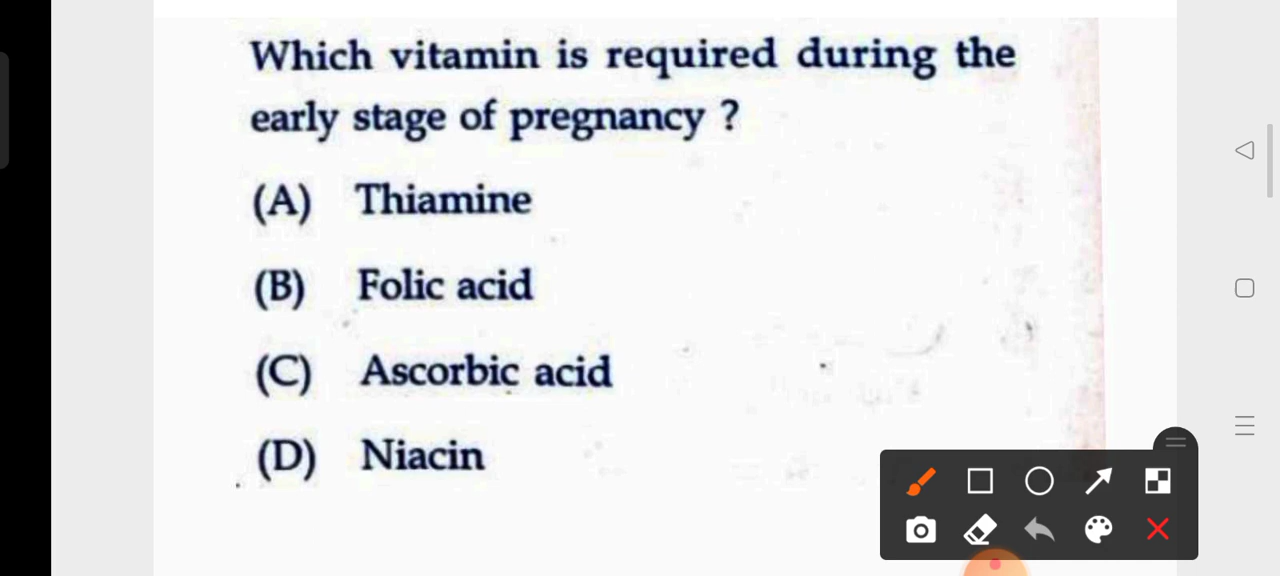 Which vitamin is required during the
early stage of pregnancy ?
(A) Thiamine
(B) Folic acid
(C) Ascorbic acid
(D) Niacin